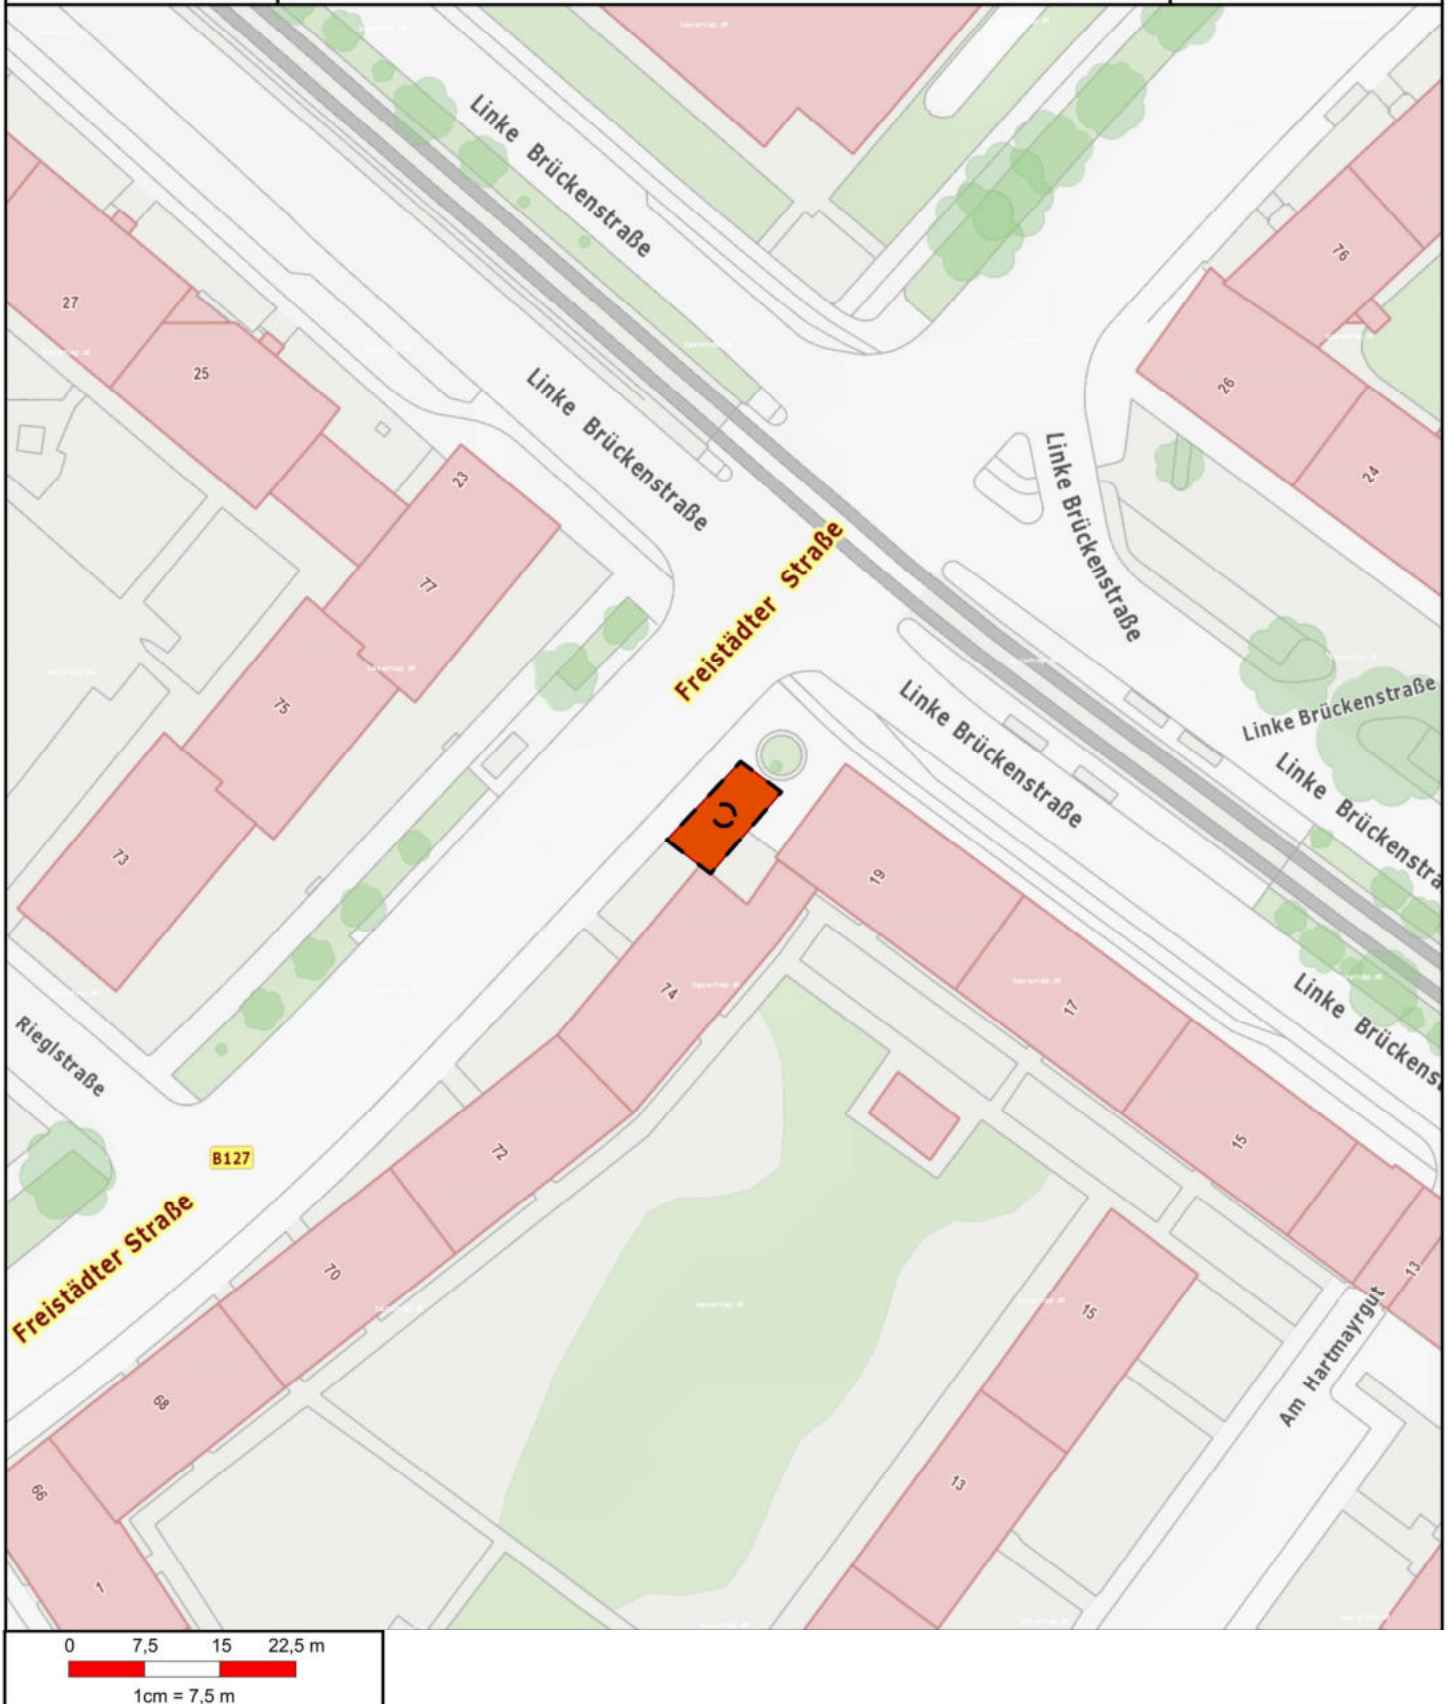 Linke Brückenstraße
76
27
25
26
Linke Brückenstraße
23
24
Linke Brückenstraße
Freistädter Straße
77
75
Linke Brückenstraße
Linke Brückenstraße
Linke Brückenstra
73
19
74
17
Linke Brückens
Rieglstraße
72
15
B127
Freistädter Straße
70
13
15
Am Hartmayrgut
68
66
13
1
0 7,5 15 22,5 m
1cm = 7,5 m